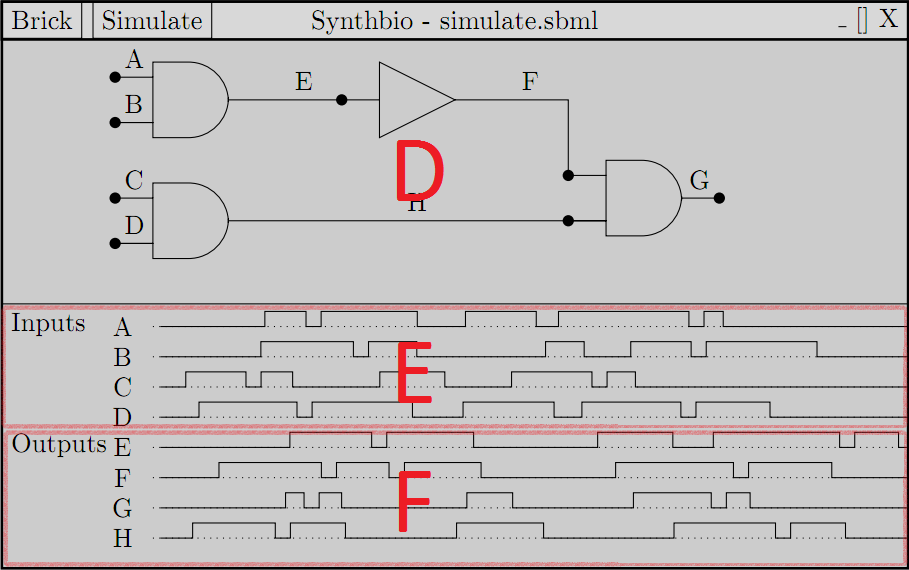 Brick Simulate Synthbio - simulate.sbml _ [] X
A
E F
B
D
C G
H
D
Inputs
A
B
E
C
D
Outputs E
F
F
G
H